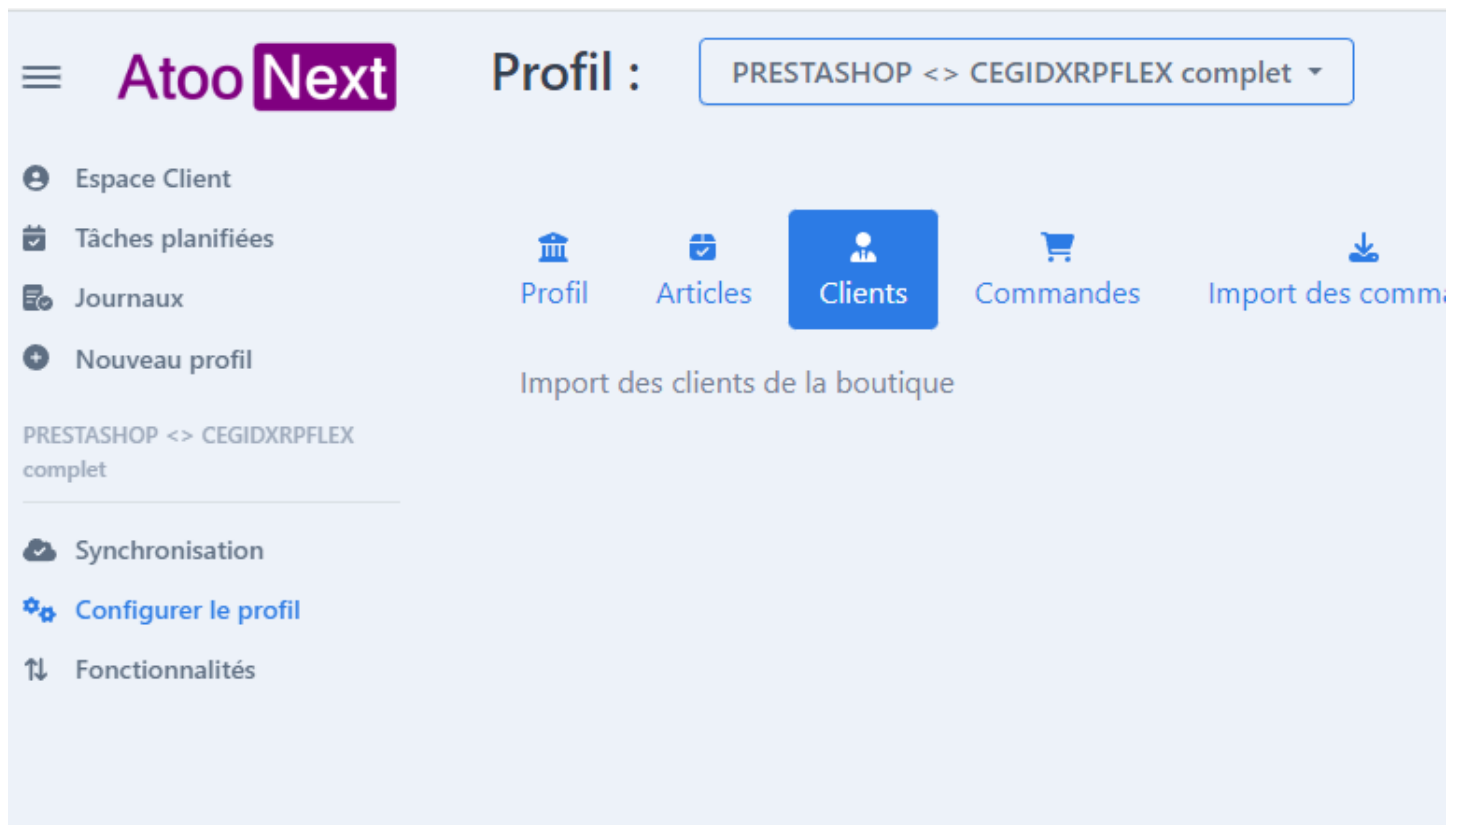 Atoo Next
Profil :
PRESTASHOP <> CEGIDXRPFLEX complet
Espace Client
Tâches planifiées
Journaux
Nouveau profil
PRESTASHOP <> CEGIDXRPFLEX
complet
Synchronisation
Configurer le profil
Fonctionnalités
Profil
Articles
Clients
Commandes
Import des comma
Import des clients de la boutique